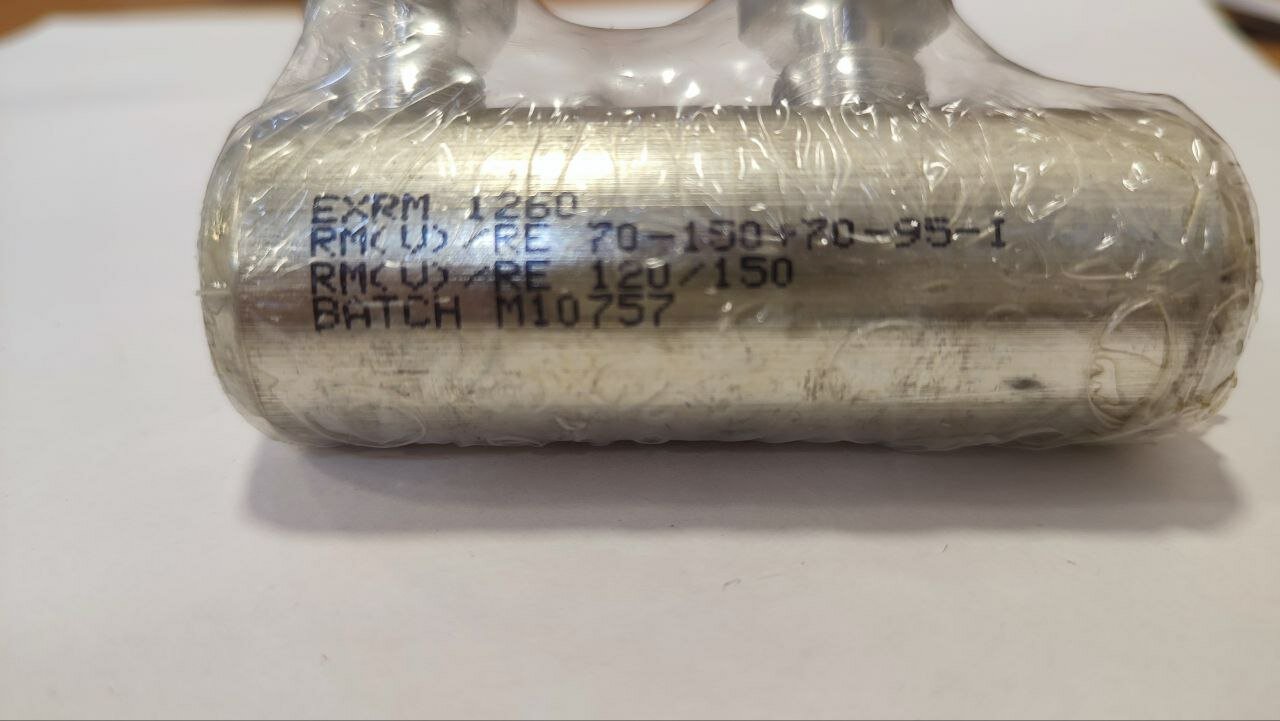 EXRM 1260
RM(U)/RE 70-150+70-95-I
RM(U)/RE 120/150
BATCH M10757